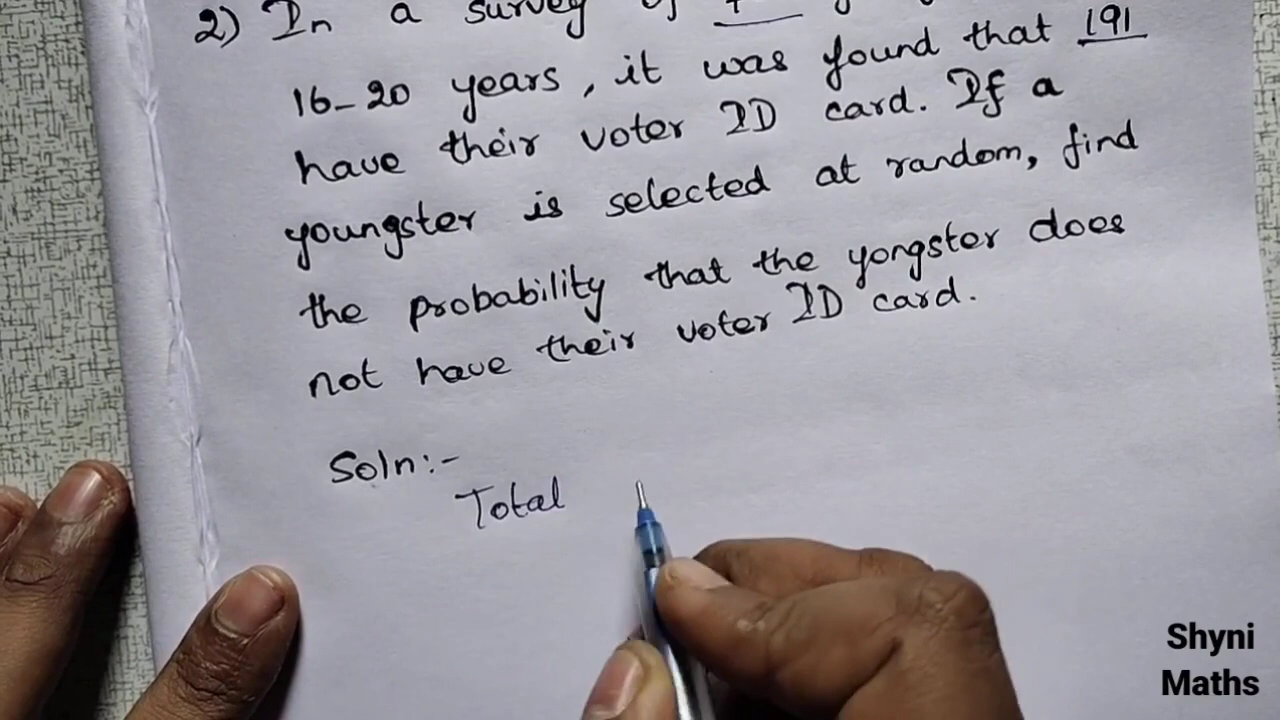 2) In a survey of
16-20 years, it was found that 191
have their voter ID card. If a
youngster is selected at random, find
the probability that the yongster does
not have their voter ID card.
Soln:-
Total
Shyni
Maths